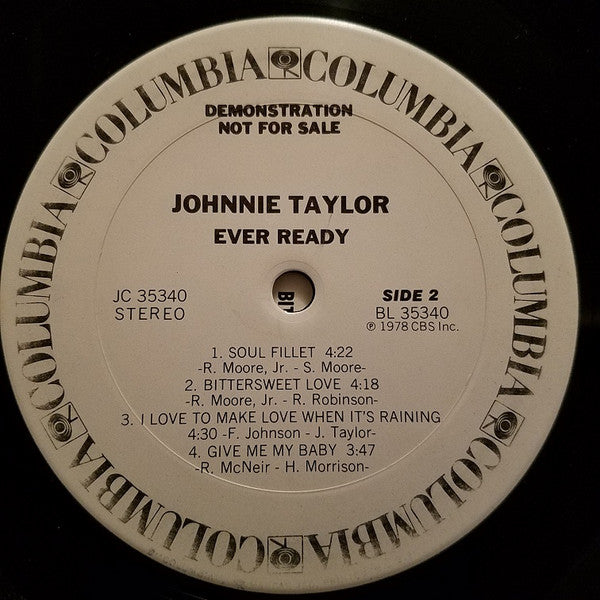 COLUMBIA COLUMBIA COLUMBIA COLUMBIA COLUMBIA COLUMBIA COLUMBIA COLUMBIA
DEMONSTRATION
NOT FOR SALE
JOHNNIE TAYLOR
EVER READY
JC 35340
STEREO
SIDE 2
BL 35340
℗ 1978 CBS Inc.
1. SOUL FILLET 4:22
-R. Moore, Jr. - S. Moore-
2. BITTERSWEET LOVE 4:18
-R. Moore, Jr. - R. Robinson-
3. I LOVE TO MAKE LOVE WHEN IT'S RAINING
4:30 -F. Johnson - J. Taylor-
4. GIVE ME MY BABY 3:47
-R. McNeir - H. Morrison-